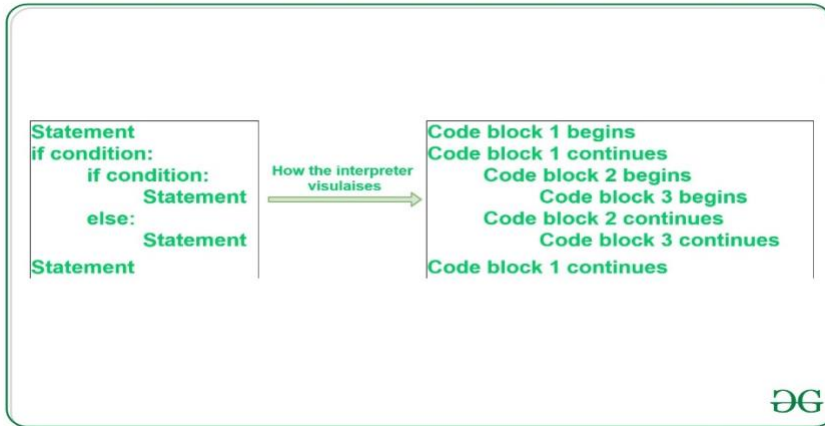 Statement
if condition:
if condition:
Statement
else:
Statement
Statement
How the interpreter
visulaises
Code block 1 begins
Code block 1 continues
Code block 2 begins
Code block 3 begins
Code block 2 continues
Code block 3 continues
Code block 1 continues